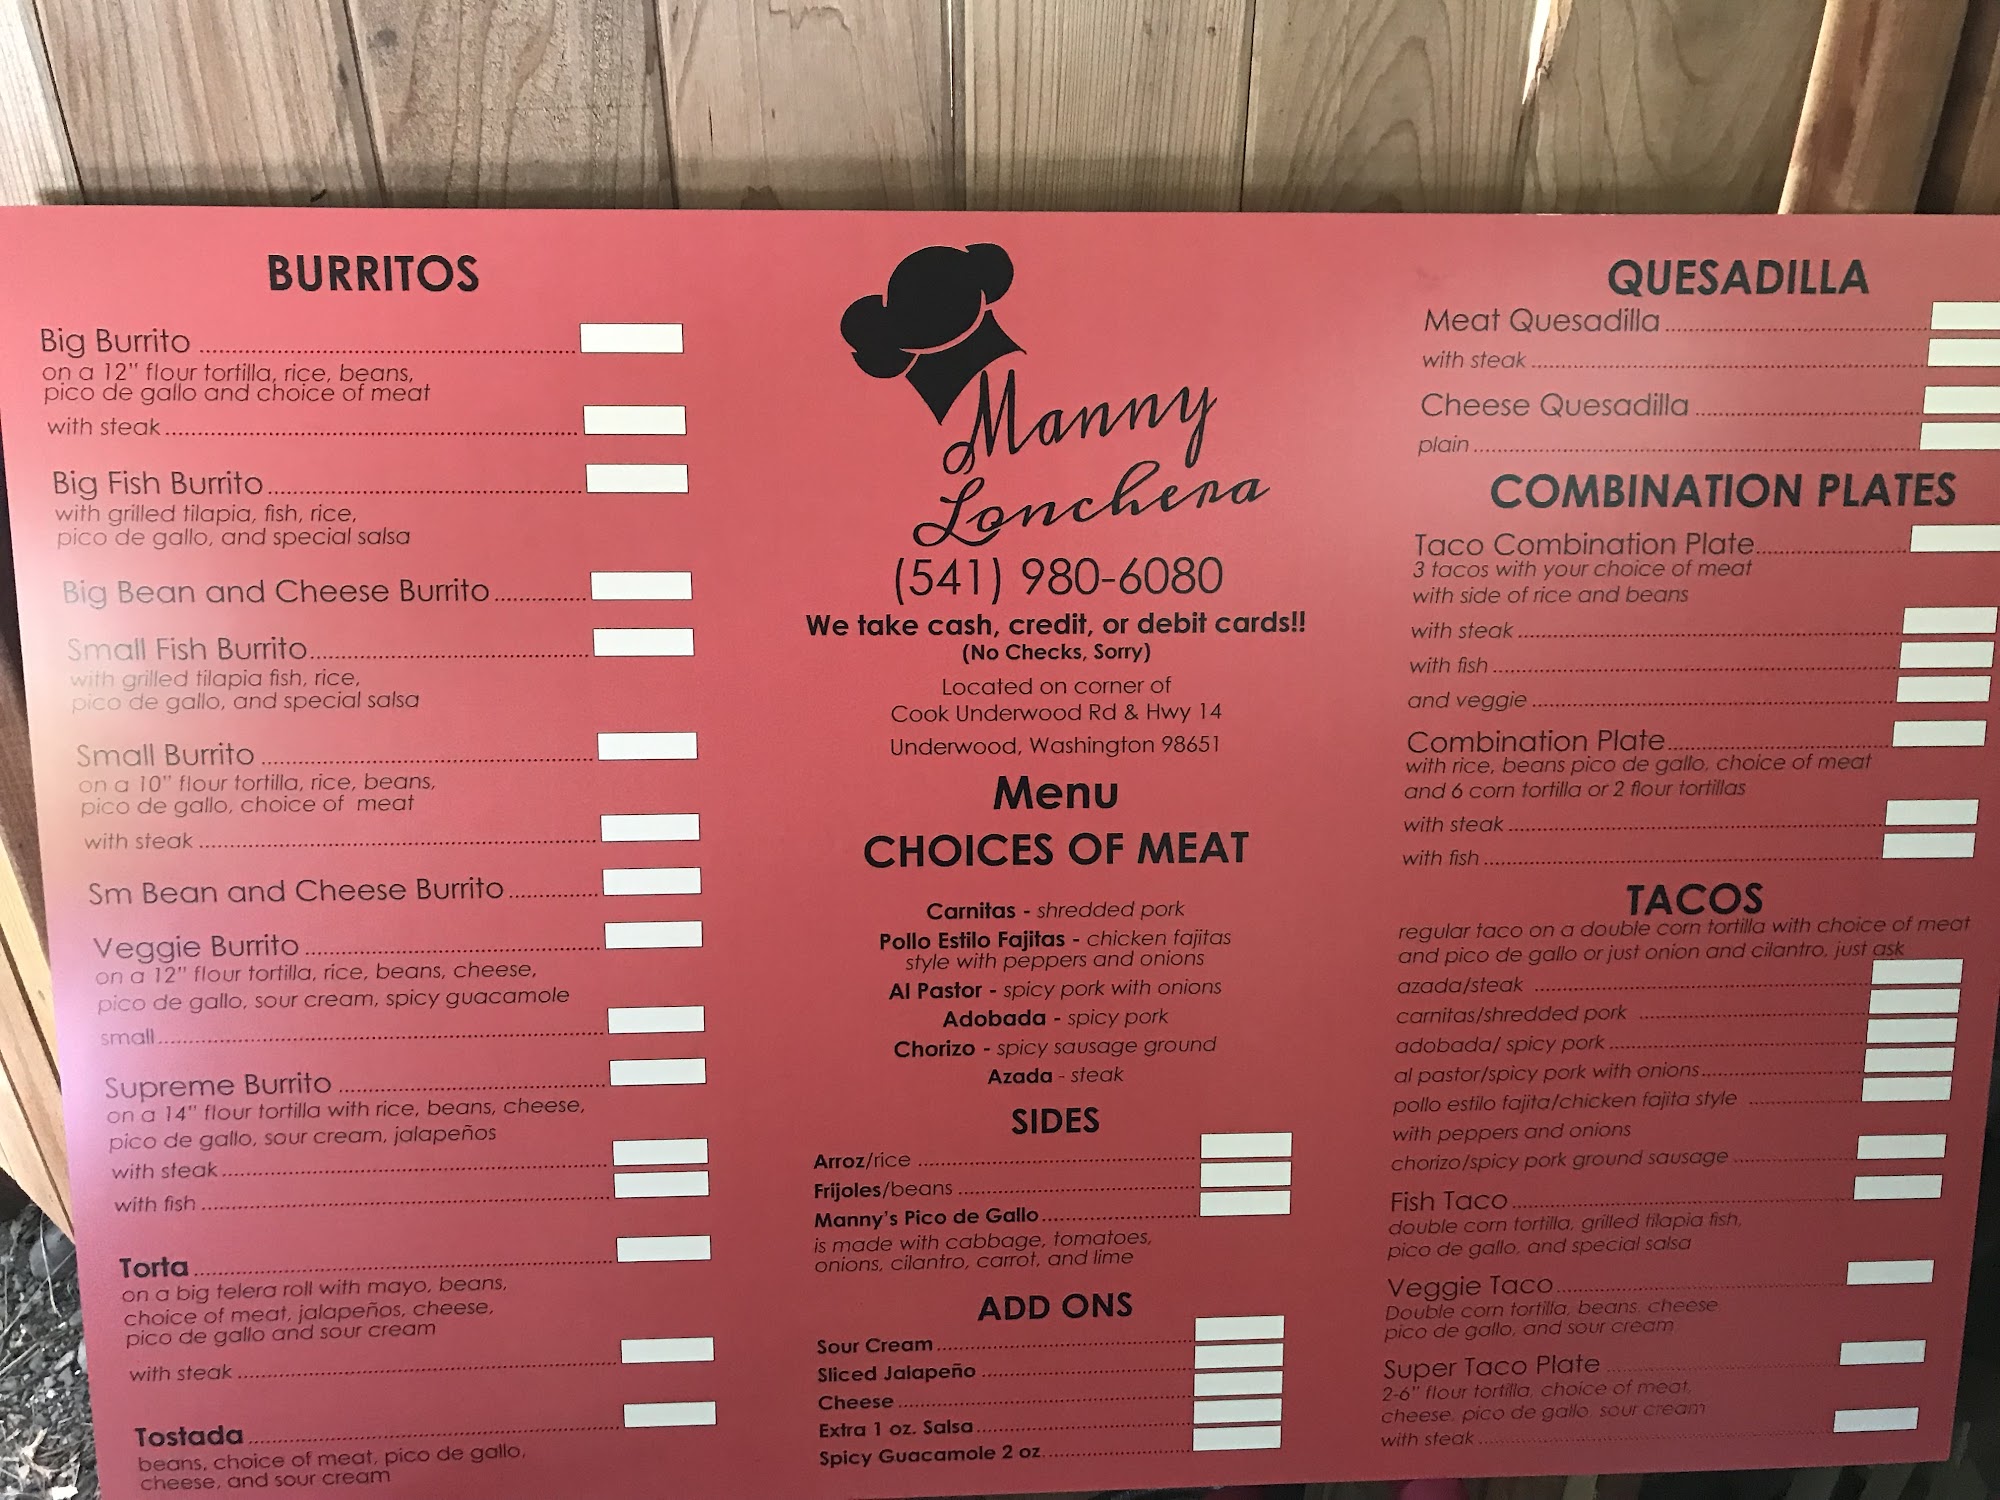 BURRITOS
Big Burrito
on a 12" flour tortilla, rice, beans,
pico de gallo and choice of meat
with steak
Big Fish Burrito
with grilled tilapia, fish, rice,
pico de gallo, and special salsa
Big Bean and Cheese Burrito
Small Fish Burrito
with grilled tilapia fish, rice,
pico de gallo, and special salsa
Small Burrito
on a 10" flour tortilla, rice, beans,
pico de gallo, choice of meat
with steak
Sm Bean and Cheese Burrito
Veggie Burrito
on a 12" flour tortilla, rice, beans, cheese,
pico de gallo, sour cream, spicy guacamole
small
Supreme Burrito
on a 14" flour tortilla with rice, beans, cheese,
pico de gallo, sour cream, jalapeños
with steak
with fish
Torta
on a big telera roll with mayo, beans,
choice of meat, jalapeños, cheese,
pico de gallo and sour cream
with steak
Tostada
beans, choice of meat, pico de gallo,
cheese, and sour cream
Manny
Lonchera
(541) 980-6080
We take cash, credit, or debit cards!!
(No Checks, Sorry)
Located on corner of
Cook Underwood Rd & Hwy 14
Underwood, Washington 98651
Menu
CHOICES OF MEAT
Carnitas - shredded pork
Pollo Estilo Fajitas - chicken fajitas
style with peppers and onions
Al Pastor - spicy pork with onions
Adobada - spicy pork
Chorizo - spicy sausage ground
Azada - steak
SIDES
Arroz/rice
Frijoles/beans
Manny's Pico de Gallo
is made with cabbage, tomatoes,
onions, cilantro, carrot, and lime
ADD ONS
Sour Cream
Sliced Jalapeño
Cheese
Extra 1 oz. Salsa
Spicy Guacamole 2 oz.
QUESADILLA
Meat Quesadilla
with steak
Cheese Quesadilla
plain
COMBINATION PLATES
Taco Combination Plate
3 tacos with your choice of meat
with side of rice and beans
with steak
with fish
and veggie
Combination Plate
with rice, beans pico de gallo, choice of meat
and 6 corn tortilla or 2 flour tortillas
with steak
with fish
TACOS
regular taco on a double corn tortilla with choice of meat
and pico de gallo or just onion and cilantro, just ask
azada/steak
carnitas/shredded pork
adobada/ spicy pork
al pastor/spicy pork with onions
pollo estilo fajita/chicken fajita style
with peppers and onions
chorizo/spicy pork ground sausage
Fish Taco
double corn tortilla, grilled tilapia fish,
pico de gallo, and special salsa
Veggie Taco
Double corn tortilla, beans, cheese
pico de gallo, and sour cream
Super Taco Plate
2-6" flour tortilla, choice of meat,
cheese, pico de gallo, sour cream
with steak